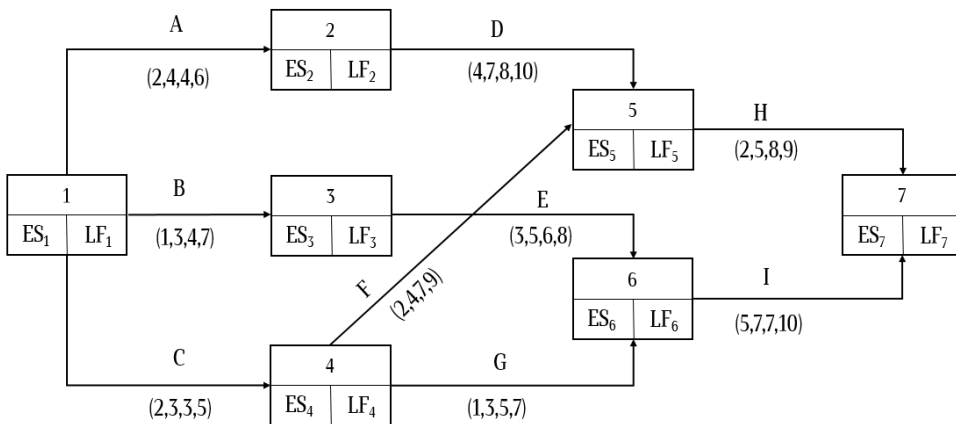 A
2
D
ES₂ LF₂
(2,4,4,6)
(4,7,8,10)
5
H
ES₅ LF₅
(2,5,8,9)
1
B
3
E
7
ES₁ LF₁
(1,3,4,7)
ES₃ LF₃
(3,5,6,8)
ES₇ LF₇
F
(2,4,7,9)
6
I
ES₆ LF₆
(5,7,7,10)
C
4
G
(2,3,3,5)
ES₄ LF₄
(1,3,5,7)